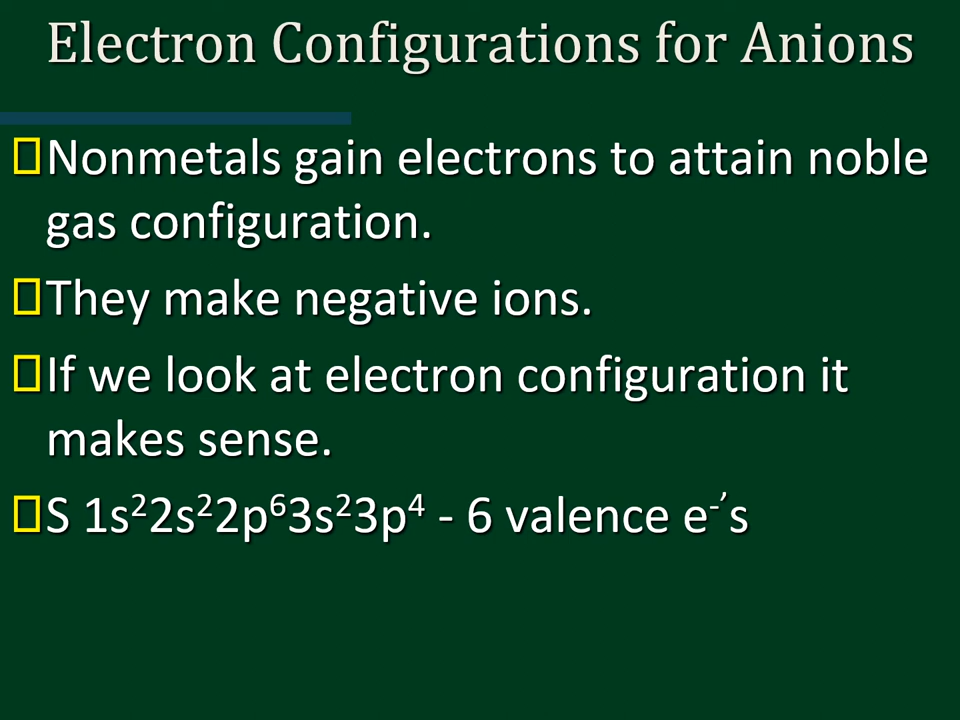 Electron Configurations for Anions
Nonmetals gain electrons to attain noble
gas configuration.
They make negative ions.
If we look at electron configuration it
makes sense.
S 1s²2s²2p⁶3s²3p⁴ - 6 valence e⁻’s